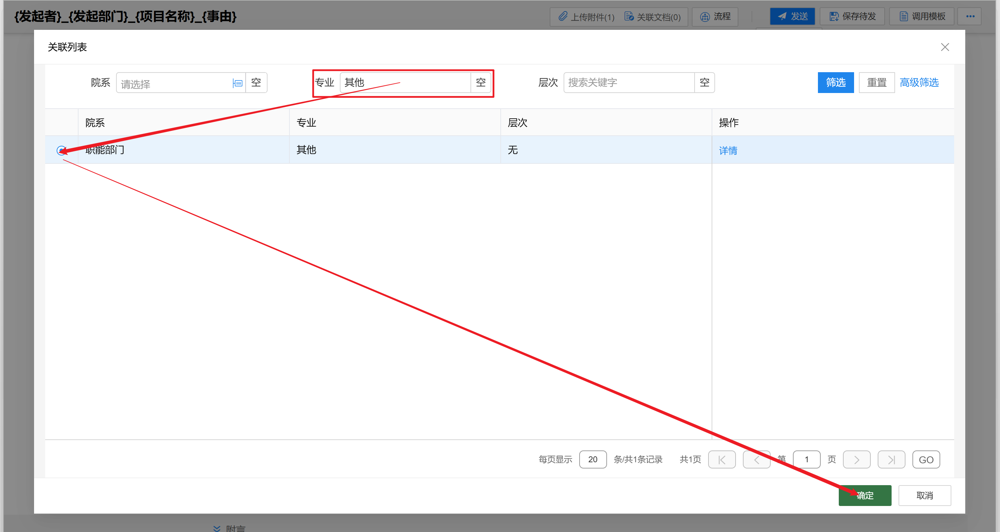 {发起者}_{发起部门}_{项目名称}_{事由}
上传附件(1) 关联文档(0) 流程 发送 保存待发 调用模板
关联列表
院系 请选择 空 专业 其他 空 层次 搜索关键字 空 筛选 重置 高级筛选
院系 专业 层次 操作
职能部门 其他 无 详情
每页显示 20 条/共1条记录 共1页 第 1 页 GO
确定 取消
附言